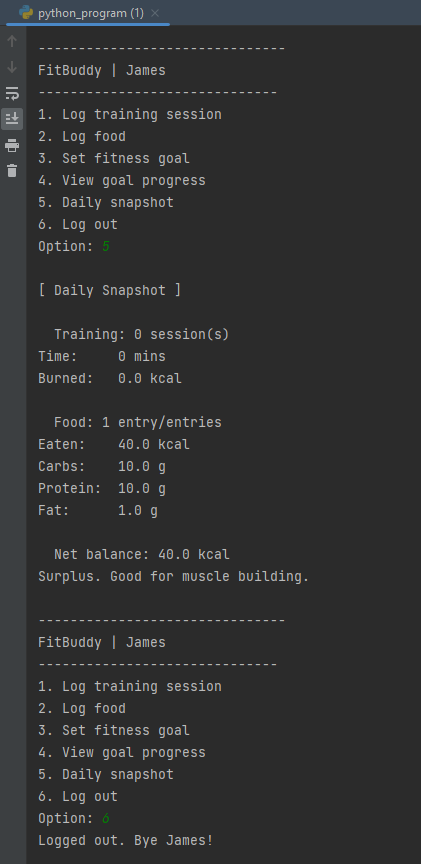 python_program (1)
-------------------------------
FitBuddy | James
------------------------------
1. Log training session
2. Log food
3. Set fitness goal
4. View goal progress
5. Daily snapshot
6. Log out
Option: 5
[ Daily Snapshot ]
Training: 0 session(s)
Time:     0 mins
Burned:   0.0 kcal
Food: 1 entry/entries
Eaten:    40.0 kcal
Carbs:    10.0 g
Protein:  10.0 g
Fat:      1.0 g
Net balance: 40.0 kcal
Surplus. Good for muscle building.
-------------------------------
FitBuddy | James
------------------------------
1. Log training session
2. Log food
3. Set fitness goal
4. View goal progress
5. Daily snapshot
6. Log out
Option: 6
Logged out. Bye James!